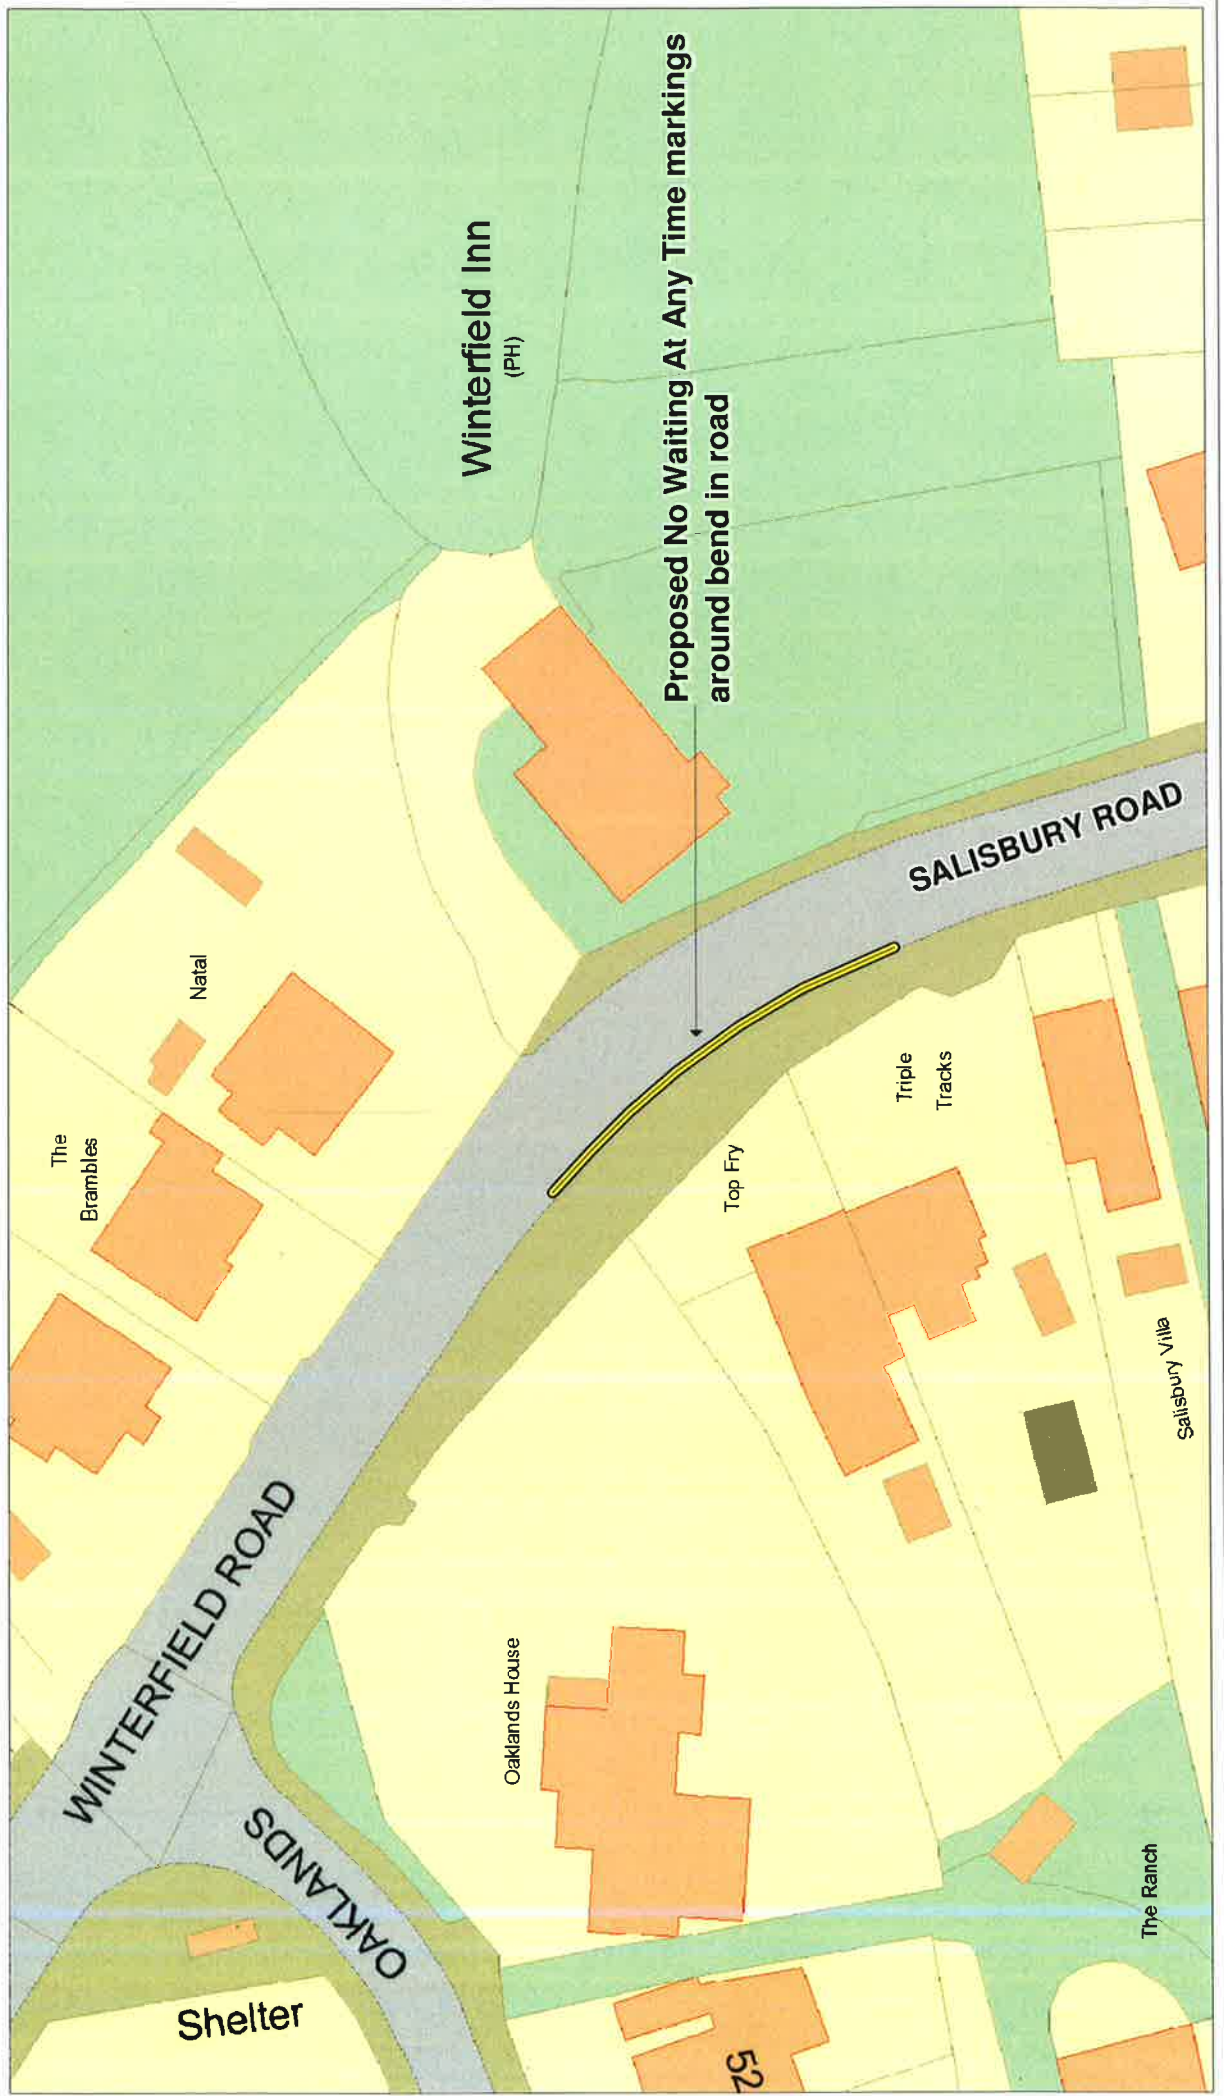 Winterfield Inn
(PH)
Proposed No Waiting At Any Time markings
around bend in road
SALISBURY ROAD
Natal
The
Brambles
Triple
Tracks
Top Fry
Salisbury Villa
WINTERFIELD ROAD
Oaklands House
OAKLANDS
Shelter
The Ranch
52